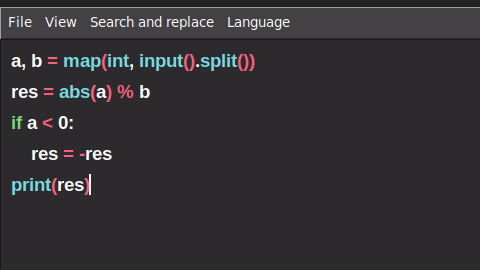 File View Search and replace Language
a, b = map(int, input().split())
res = abs(a) % b
if a < 0:
    res = -res
print(res)